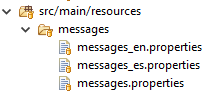 src/main/resources
messages
messages_en.properties
messages_es.properties
messages.properties